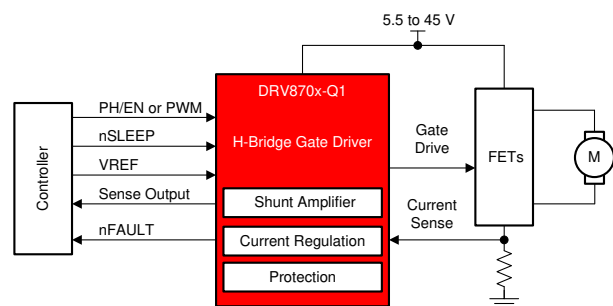 5.5 to 45 V
DRV870x-Q1
H-Bridge Gate Driver
Controller
PH/EN or PWM
nSLEEP
VREF
Sense Output
nFAULT
Shunt Amplifier
Current Regulation
Protection
Gate
Drive
Current
Sense
FETs
M